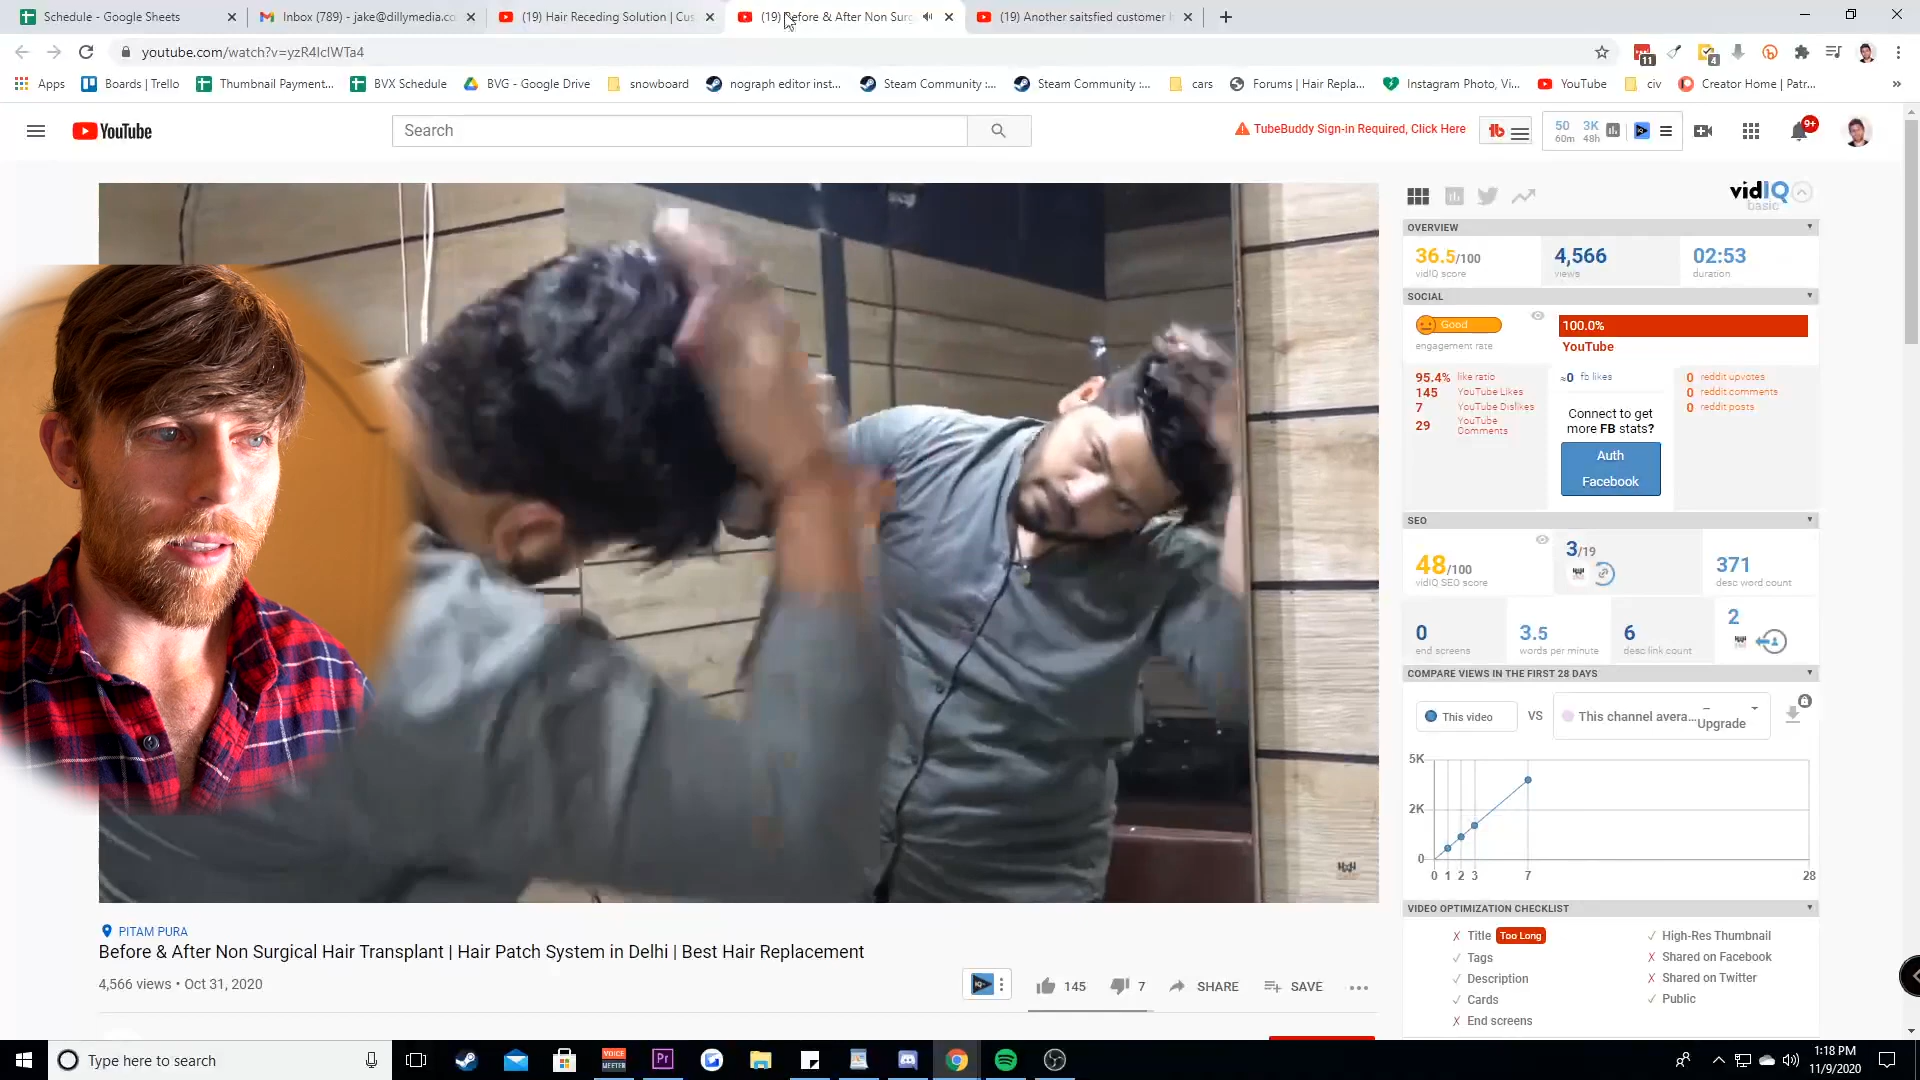 Schedule - Google Sheets
Inbox (789) - jake@dillymedia.co
(19) Hair Receding Solution | Cus
(19) Before & After Non Surg
(19) Another saitsfied customer
youtube.com/watch?v=yzR4lclWTa4
11
4
Apps
Boards | Trello
Thumbnail Payment...
BVX Schedule
BVG - Google Drive
snowboard
nograph editor inst...
Steam Community :...
Steam Community :...
cars
Forums | Hair Repla...
Instagram Photo, Vi...
YouTube
civ
Creator Home | Patr...
»
YouTube
Search
TubeBuddy Sign-in Required, Click Here
tb
50
60m
3K
48h
9+
vidIQ
basic
OVERVIEW
36.5/100
vidIQ score
4,566
views
02:53
duration
SOCIAL
Good
engagement rate
100.0%
YouTube
95.4% like ratio
145 YouTube Likes
7 YouTube Dislikes
29 YouTube Comments
≈0 fb likes
Connect to get
more FB stats?
Auth
Facebook
0 reddit upvotes
0 reddit comments
0 reddit posts
SEO
48/100
vidIQ SEO score
3/19
371
desc word count
0
end screens
3.5
words per minute
6
desc link count
2
COMPARE VIEWS IN THE FIRST 28 DAYS
This video
VS
This channel avera...
Upgrade
5K
2K
0
0 1 2 3 7 28
VIDEO OPTIMIZATION CHECKLIST
Title Too Long
Tags
Description
Cards
End screens
High-Res Thumbnail
Shared on Facebook
Shared on Twitter
Public
PITAM PURA
Before & After Non Surgical Hair Transplant | Hair Patch System in Delhi | Best Hair Replacement
4,566 views • Oct 31, 2020
145
7
SHARE
SAVE
Type here to search
VOICE
MEETER
Pr
1:18 PM
11/9/2020